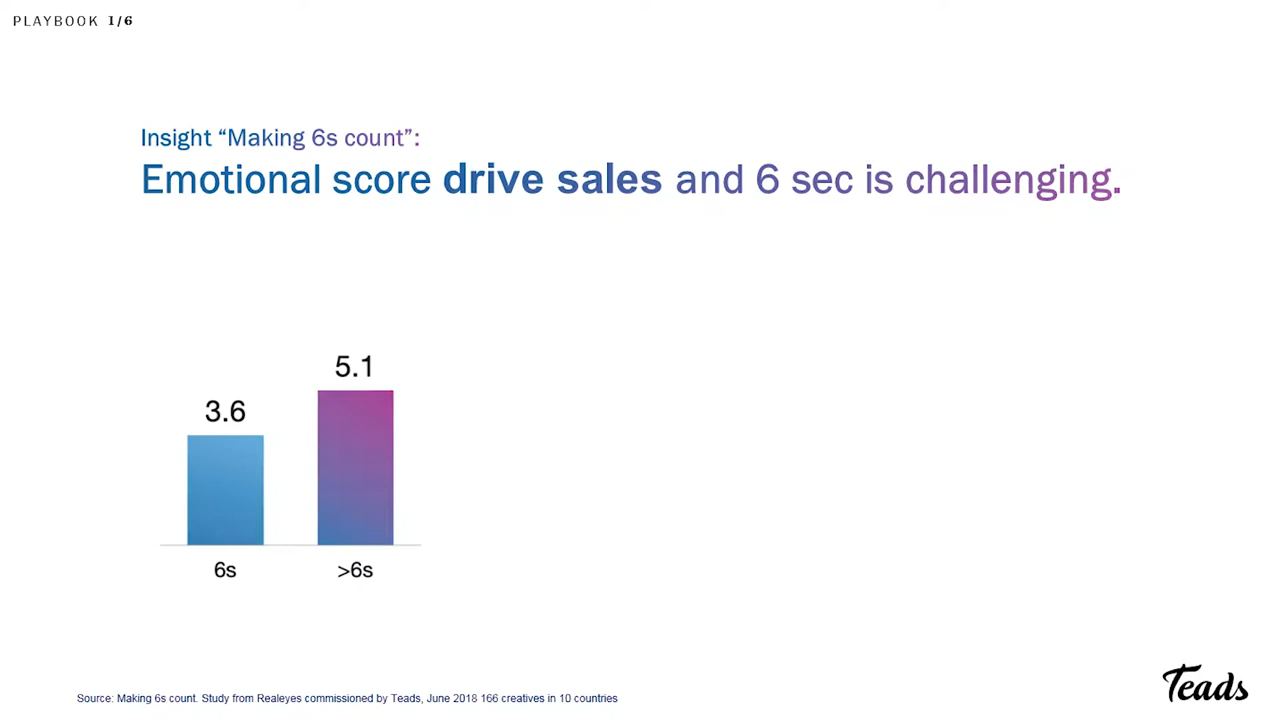 PLAYBOOK 1/6
Insight “Making 6s count”:
Emotional score drive sales and 6 sec is challenging.
5.1
3.6
6s
>6s
Source: Making 6s count. Study from Realeyes commissioned by Teads, June 2018 166 creatives in 10 countries
Teads